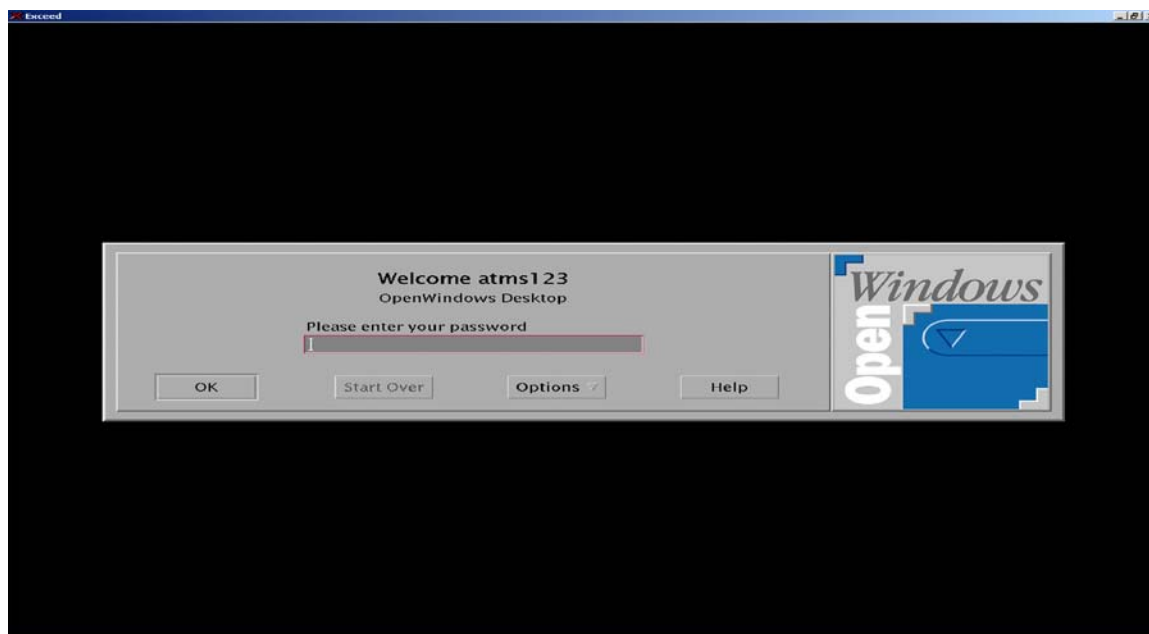 Exceed
Welcome atms123
OpenWindows Desktop
Please enter your password
OK
Start Over
Options
Help
Open
Windows